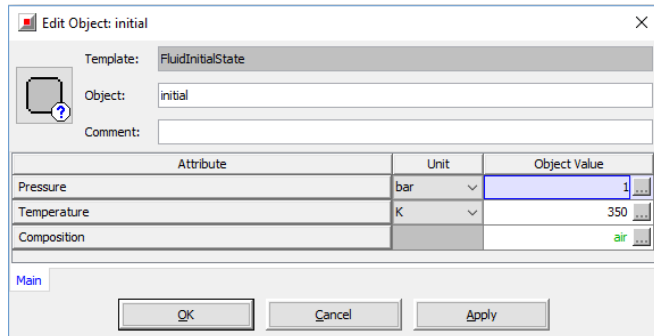 Edit Object: initial
Template: FluidInitialState
Object: initial
?
Comment:
Attribute Unit Object Value
Pressure bar 1 ...
Temperature K 350 ...
Composition air ...
Main
OK Cancel Apply